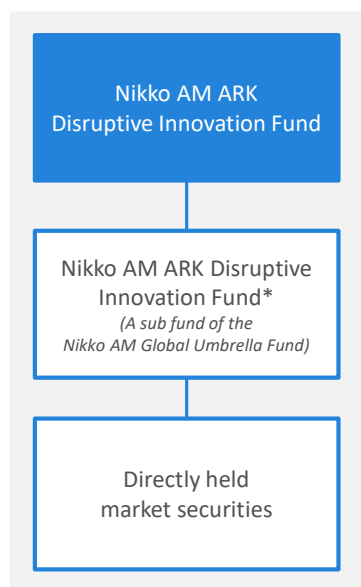 Nikko AM ARK
Disruptive Innovation Fund
Nikko AM ARK Disruptive
Innovation Fund*
(A sub fund of the
Nikko AM Global Umbrella Fund)
Directly held
market securities